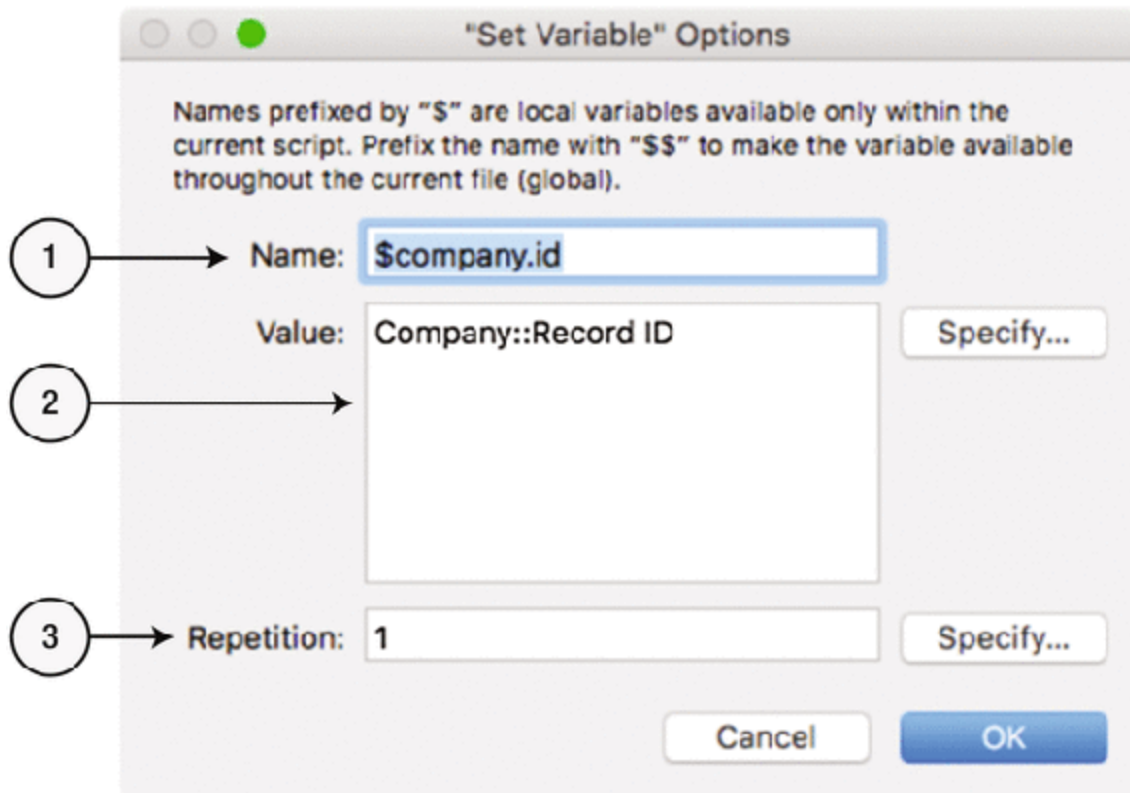 "Set Variable" Options
Names prefixed by "$" are local variables available only within the
current script. Prefix the name with "$$" to make the variable available
throughout the current file (global).
1 Name: $company.id
Value: Company::Record ID Specify...
2
3 Repetition: 1 Specify...
Cancel OK